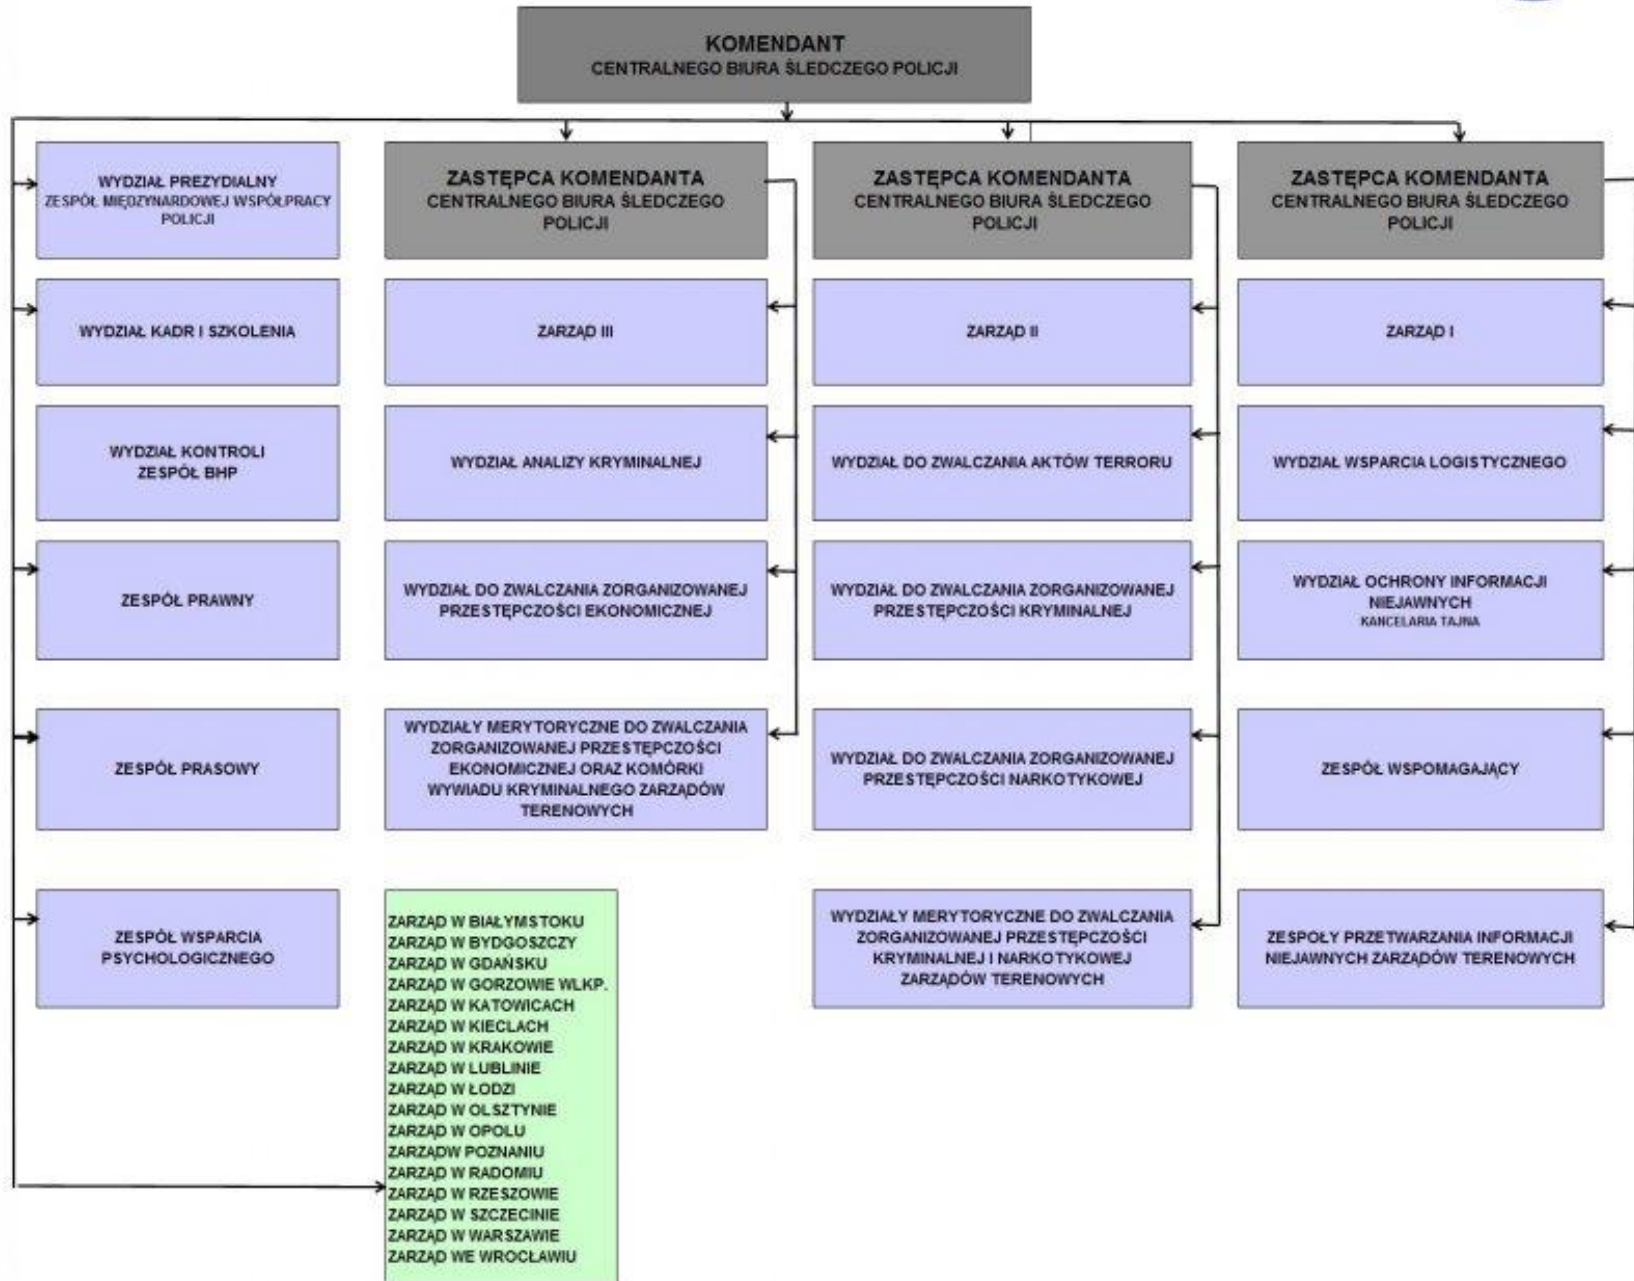 KOMENDANT
CENTRALNEGO BIURA ŚLEDCZEGO POLICJI
WYDZIAŁ PREZYDIALNY
ZESPÓŁ MIĘDZYNARDOWEJ WSPÓŁPRACY
POLICJI
ZASTĘPCA KOMENDANTA
CENTRALNEGO BIURA ŚLEDCZEGO
POLICJI
ZASTĘPCA KOMENDANTA
CENTRALNEGO BIURA ŚLEDCZEGO
POLICJI
ZASTĘPCA KOMENDANTA
CENTRALNEGO BIURA ŚLEDCZEGO
POLICJI
WYDZIAŁ KADR I SZKOLENIA
ZARZĄD III
ZARZĄD II
ZARZĄD I
WYDZIAŁ KONTROLI
ZESPÓŁ BHP
WYDZIAŁ ANALIZY KRYMINALNEJ
WYDZIAŁ DO ZWALCZANIA AKTÓW TERRORU
WYDZIAŁ WSPARCIA LOGISTYCZNEGO
ZESPÓŁ PRAWNY
WYDZIAŁ DO ZWALCZANIA ZORGANIZOWANEJ
PRZESTĘPCZOŚCI EKONOMICZNEJ
WYDZIAŁ DO ZWALCZANIA ZORGANIZOWANEJ
PRZESTĘPCZOŚCI KRYMINALNEJ
WYDZIAŁ OCHRONY INFORMACJI
NIEJAWNYCH
KANCELARIA TAJNA
ZESPÓŁ PRASOWY
WYDZIAŁY MERYTORYCZNE DO ZWALCZANIA
ZORGANIZOWANEJ PRZESTĘPCZOŚCI
EKONOMICZNEJ ORAZ KOMÓRKI
WYWIADU KRYMINALNEGO ZARZĄDÓW
TERENOWYCH
WYDZIAŁ DO ZWALCZANIA ZORGANIZOWANEJ
PRZESTĘPCZOŚCI NARKOTYKOWEJ
ZESPÓŁ WSPOMAGAJĄCY
ZESPÓŁ WSPARCIA
PSYCHOLOGICZNEGO
ZARZĄD W BIAŁYMSTOKU
ZARZĄD W BYDGOSZCZY
ZARZĄD W GDAŃSKU
ZARZĄD W GORZOWIE WLKP.
ZARZĄD W KATOWICACH
ZARZĄD W KIECLACH
ZARZĄD W KRAKOWIE
ZARZĄD W LUBLINIE
ZARZĄD W ŁODZI
ZARZĄD W OLSZTYNIE
ZARZĄD W OPOLU
ZARZĄDW POZNANIU
ZARZĄD W RADOMIU
ZARZĄD W RZESZOWIE
ZARZĄD W SZCZECINIE
ZARZĄD W WARSZAWIE
ZARZĄD WE WROCŁAWIU
WYDZIAŁY MERYTORYCZNE DO ZWALCZANIA
ZORGANIZOWANEJ PRZESTĘPCZOŚCI
KRYMINALNEJ I NARKOTYKOWEJ
ZARZĄDÓW TERENOWYCH
ZESPOŁY PRZETWARZANIA INFORMACJI
NIEJAWNYCH ZARZĄDÓW TERENOWYCH